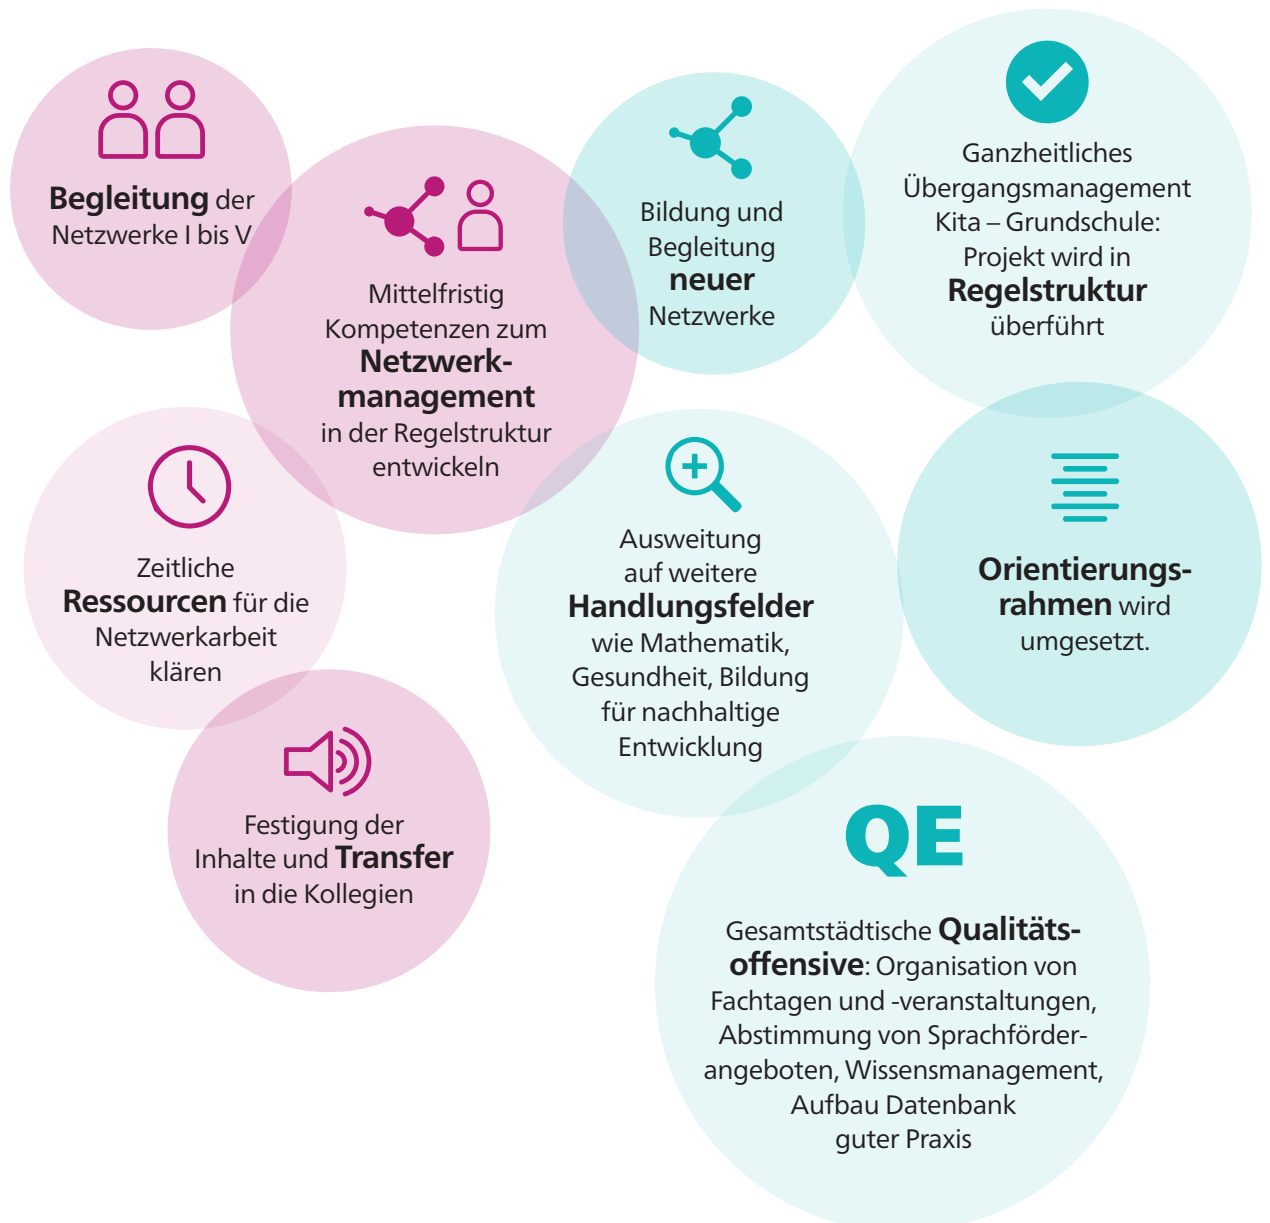 Begleitung der
Netzwerke I bis V
Mittelfristig
Kompetenzen zum
Netzwerk-
management
in der Regelstruktur
entwickeln
Zeitliche
Ressourcen für die
Netzwerkarbeit
klären
Festigung der
Inhalte und Transfer
in die Kollegien
Bildung und
Begleitung
neuer
Netzwerke
Ganzheitliches
Übergangsmanagement
Kita – Grundschule:
Projekt wird in
Regelstruktur
überführt
Ausweitung
auf weitere
Handlungsfelder
wie Mathematik,
Gesundheit, Bildung
für nachhaltige
Entwicklung
Orientierungs-
rahmen wird
umgesetzt.
QE
Gesamtstädtische Qualitäts-
offensive: Organisation von
Fachtagen und -veranstaltungen,
Abstimmung von Sprachförder-
angeboten, Wissensmanagement,
Aufbau Datenbank
guter Praxis